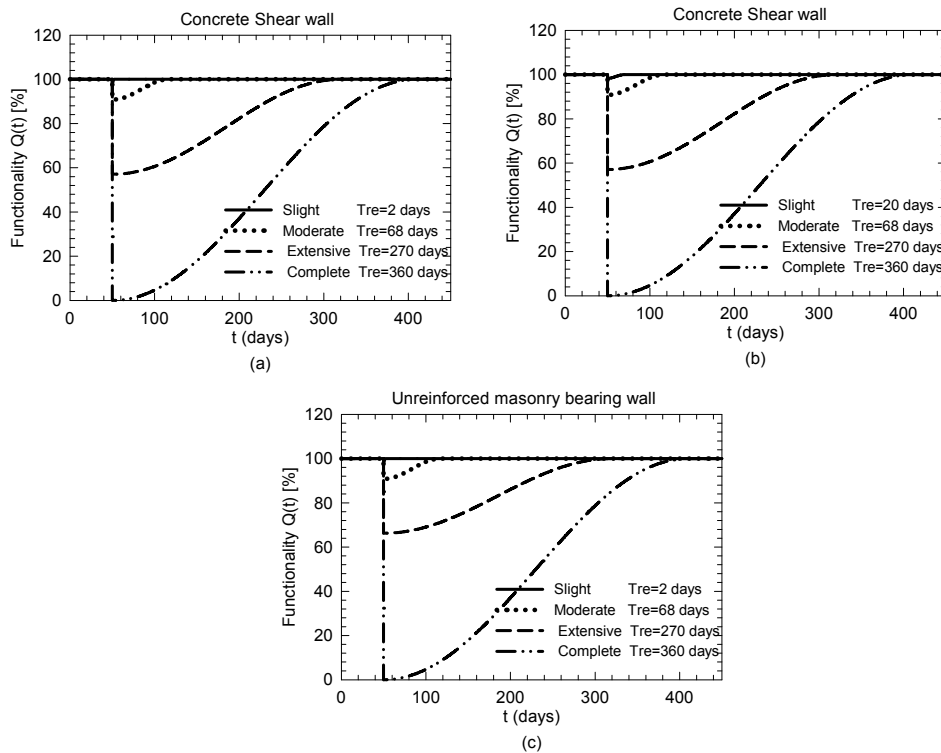 Concrete Shear wall
120
100
80
60
40
20
0
Functionality Q(t) [%]
Slight Tre=2 days
Moderate Tre=68 days
Extensive Tre=270 days
Complete Tre=360 days
0 100 200 300 400
t (days)
(a)
Concrete Shear wall
120
100
80
60
40
20
0
Functionality Q(t) [%]
Slight Tre=20 days
Moderate Tre=68 days
Extensive Tre=270 days
Complete Tre=360 days
0 100 200 300 400
t (days)
(b)
Unreinforced masonry bearing wall
120
100
80
60
40
20
0
Functionality Q(t) [%]
Slight Tre=2 days
Moderate Tre=68 days
Extensive Tre=270 days
Complete Tre=360 days
0 100 200 300 400
t (days)
(c)